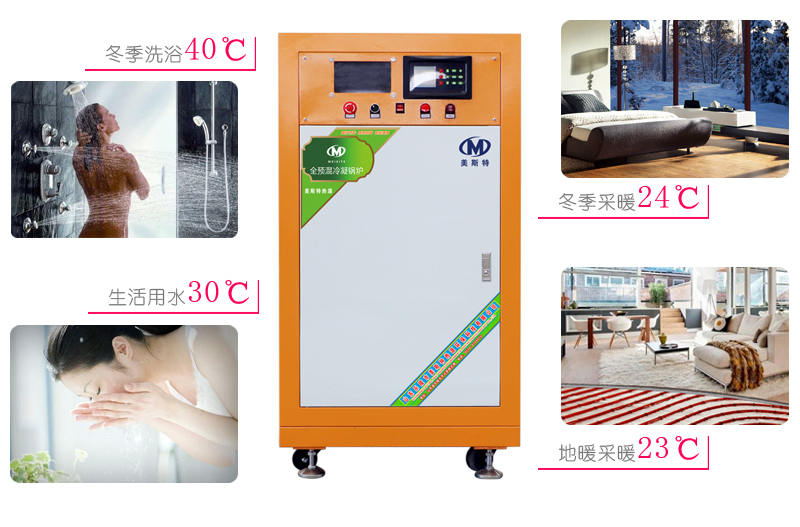 冬季洗浴40℃
美斯特
MEISITE
全预混冷凝锅炉
美斯特热源
冬季采暖24℃
生活用水30℃
地暖采暖23℃